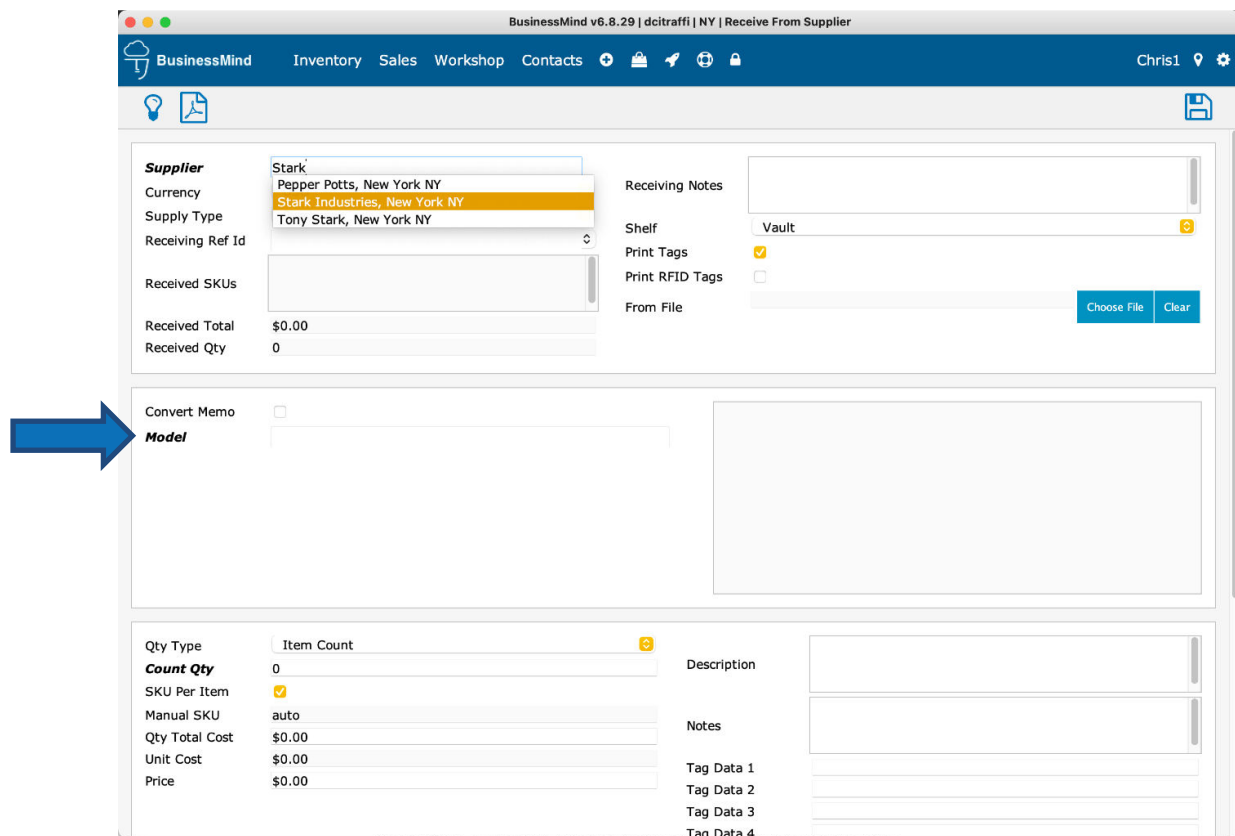 BusinessMind v6.8.29 | dcitraffi | NY | Receive From Supplier
BusinessMind Inventory Sales Workshop Contacts Chris1
Supplier Stark
Pepper Potts, New York NY
Stark Industries, New York NY
Tony Stark, New York NY
Currency
Supply Type
Receiving Ref Id
Received SKUs
Received Total $0.00
Received Qty 0
Receiving Notes
Shelf Vault
Print Tags
Print RFID Tags
From File Choose File Clear
Convert Memo
Model
Qty Type Item Count
Count Qty 0
SKU Per Item
Manual SKU auto
Qty Total Cost $0.00
Unit Cost $0.00
Price $0.00
Description
Notes
Tag Data 1
Tag Data 2
Tag Data 3
Tag Data 4